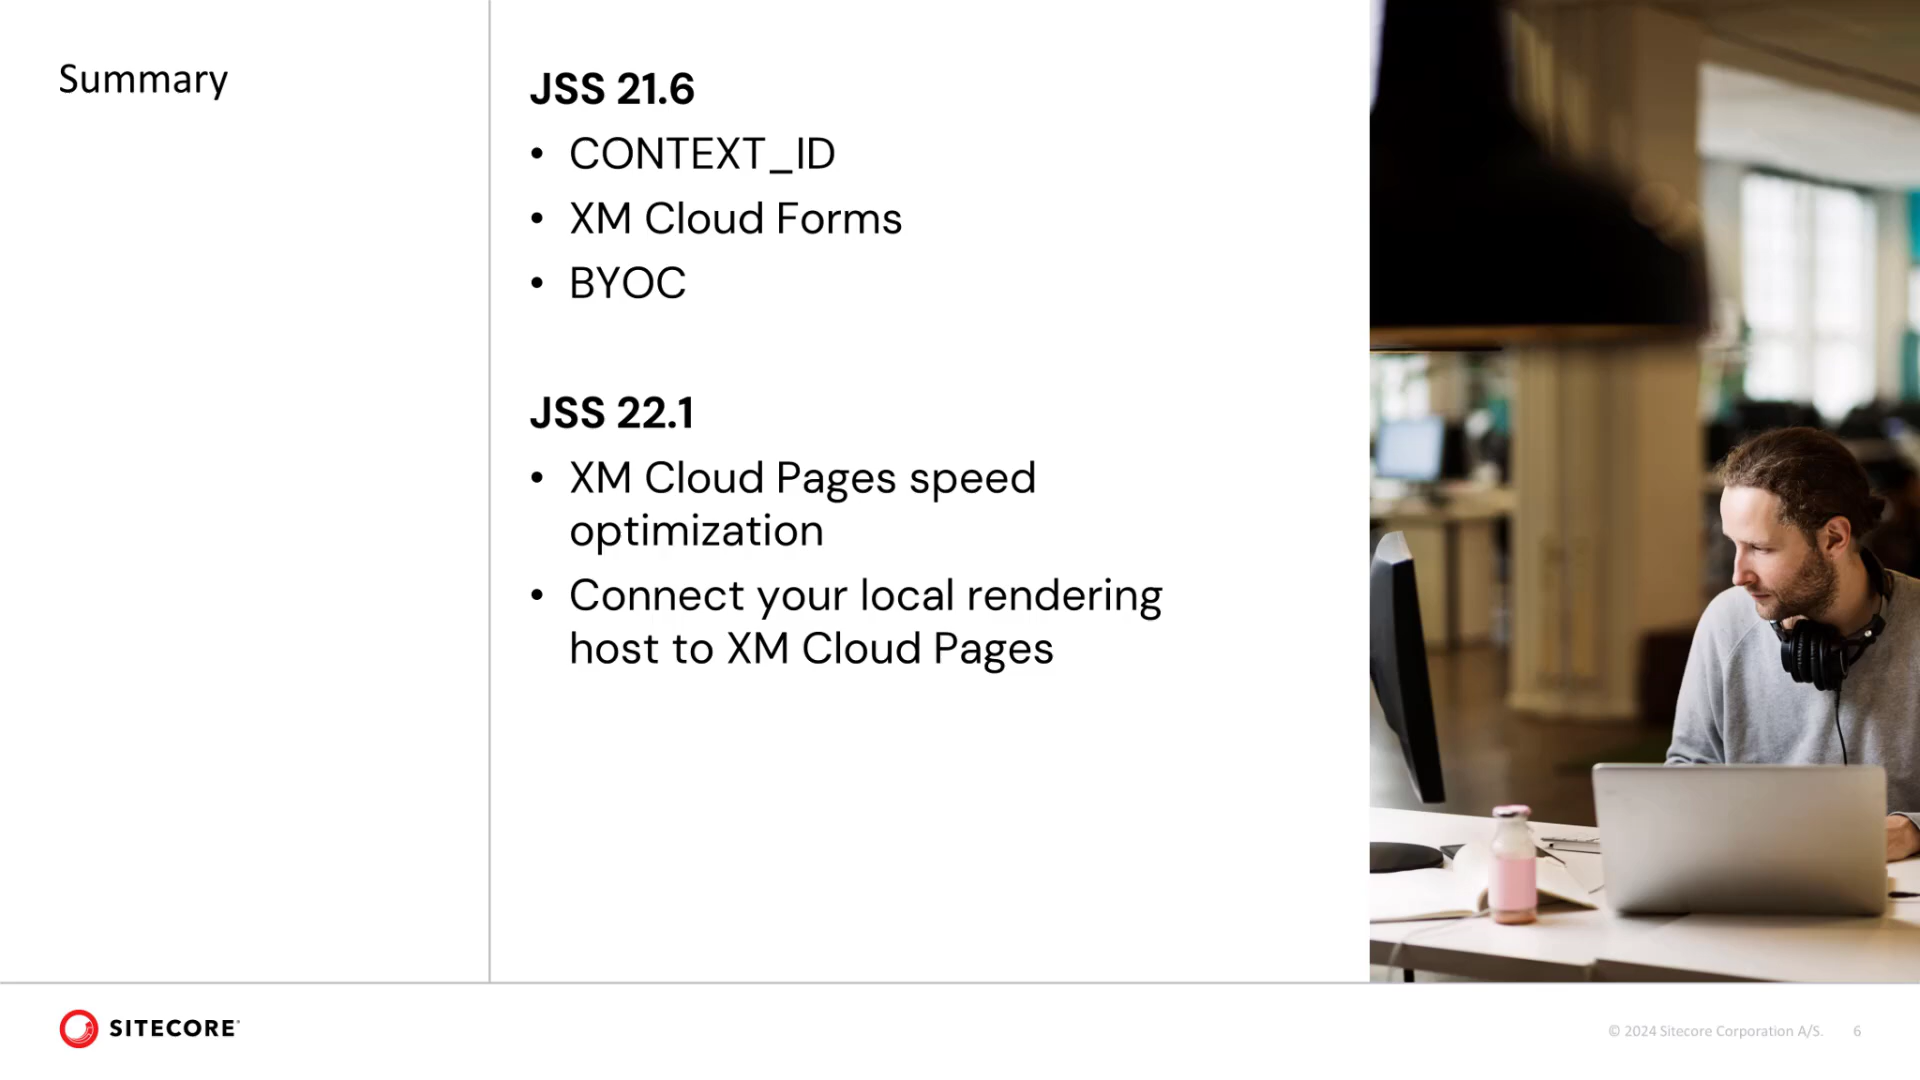 Summary
JSS 21.6
• CONTEXT_ID
• XM Cloud Forms
• BYOC
JSS 22.1
• XM Cloud Pages speed
optimization
• Connect your local rendering
host to XM Cloud Pages
SITECORE
© 2024 Sitecore Corporation A/S. 6